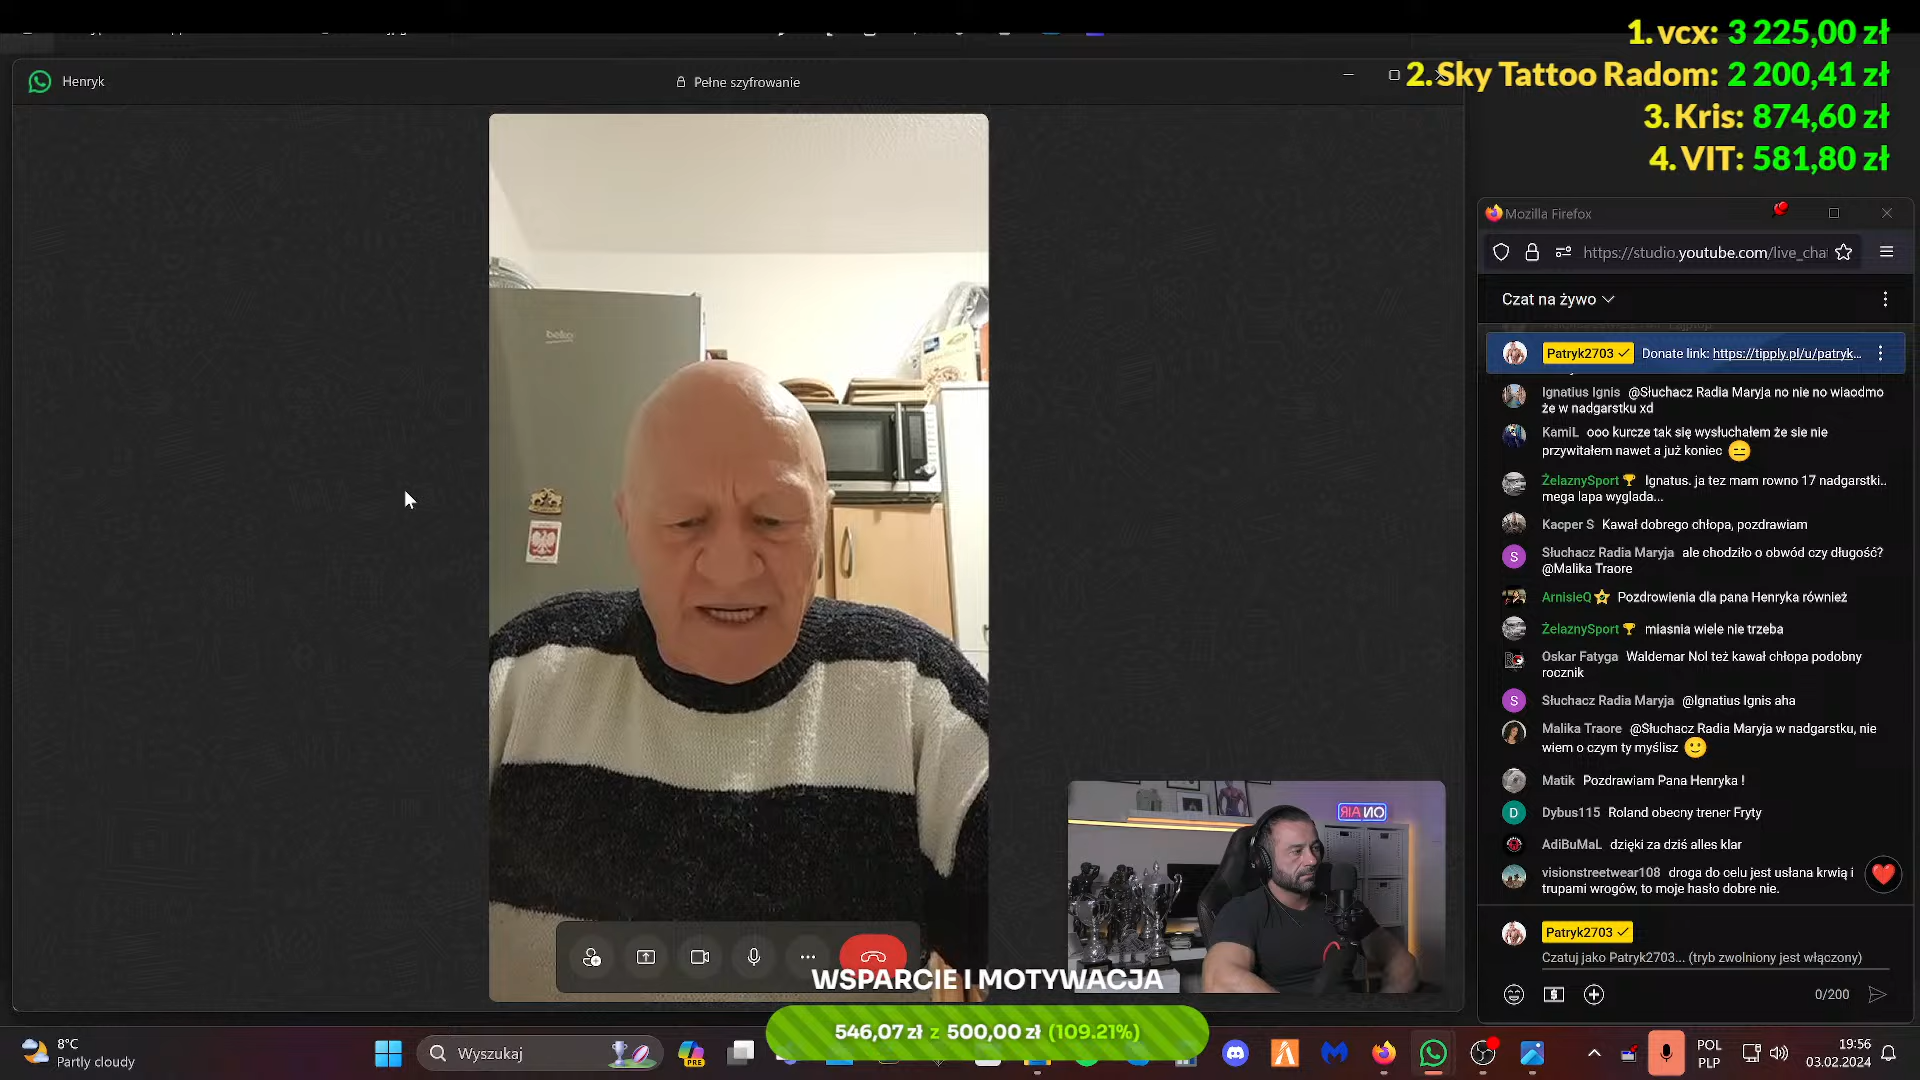 1. vcx: 3 225,00 zł
2. Sky Tattoo Radom: 2 200,41 zł
3. Kris: 874,60 zł
4. VIT: 581,80 zł
Henryk
Pełne szyfrowanie
beko
Mozilla Firefox
https://studio.youtube.com/live_cha
Czat na żywo
Patryk2703 Donate link: https://tipply.pl/u/patryk...
Ignatius Ignis @Słuchacz Radia Maryja no nie no wiaodmo
że w nadgarstku xd
KamiL ooo kurcze tak się wysłuchałem że sie nie
przywitałem nawet a już koniec
ŻelaznySport Ignatus. ja tez mam rowno 17 nadgarstki..
mega lapa wyglada...
Kacper S Kawał dobrego chłopa, pozdrawiam
S
Słuchacz Radia Maryja ale chodziło o obwód czy długość?
@Malika Traore
ArnisieQ Pozdrowienia dla pana Henryka również
ŻelaznySport miasnia wiele nie trzeba
Oskar Fatyga Waldemar Nol też kawał chłopa podobny
rocznik
S
Słuchacz Radia Maryja @Ignatius Ignis aha
Malika Traore @Słuchacz Radia Maryja w nadgarstku, nie
wiem o czym ty myślisz
Matik Pozdrawiam Pana Henryka !
D
Dybus115 Roland obecny trener Fryty
AdiBuMaL dzięki za dziś alles klar
visionstreetwear108 droga do celu jest usłana krwią i
trupami wrogów, to moje hasło dobre nie.
Patryk2703
Czatuj jako Patryk2703... (tryb zwolniony jest włączony)
0/200
ON AIR
WSPARCIE I MOTYWACJA
546,07 zł z 500,00 zł (109.21%)
8°C
Partly cloudy
Wyszukaj
PRE
POL
PLP
19:56
03.02.2024